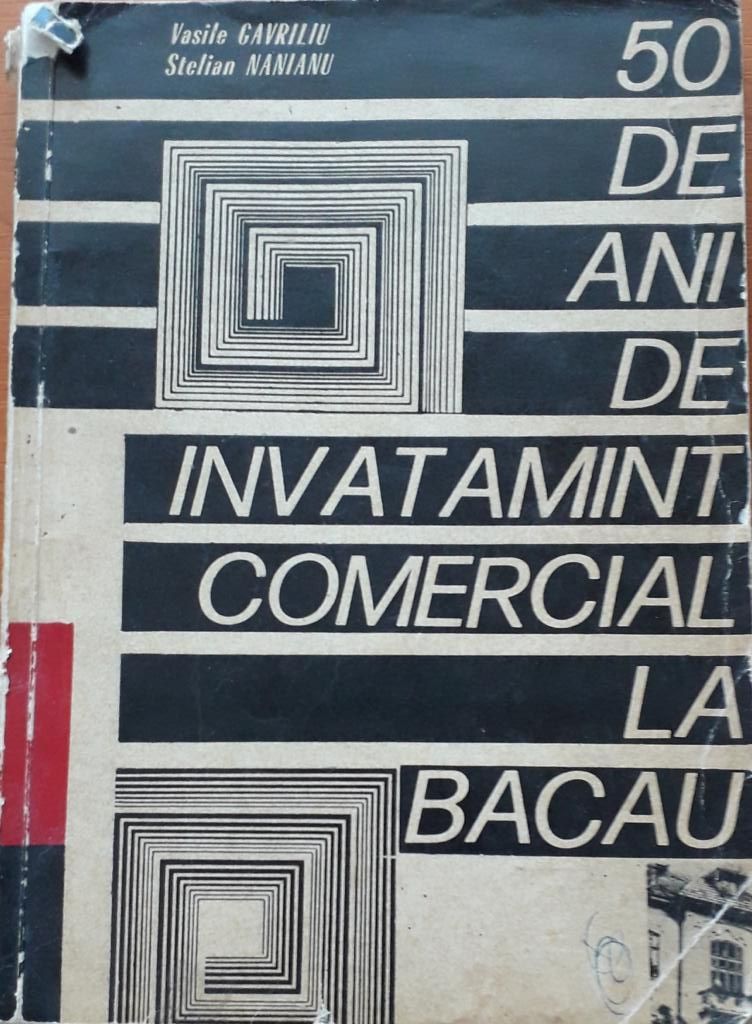 Vasile GAVRILIU
Stelian NANIANU
50
DE
ANI
DE
INVATAMINT
COMERCIAL
LA
BACAU